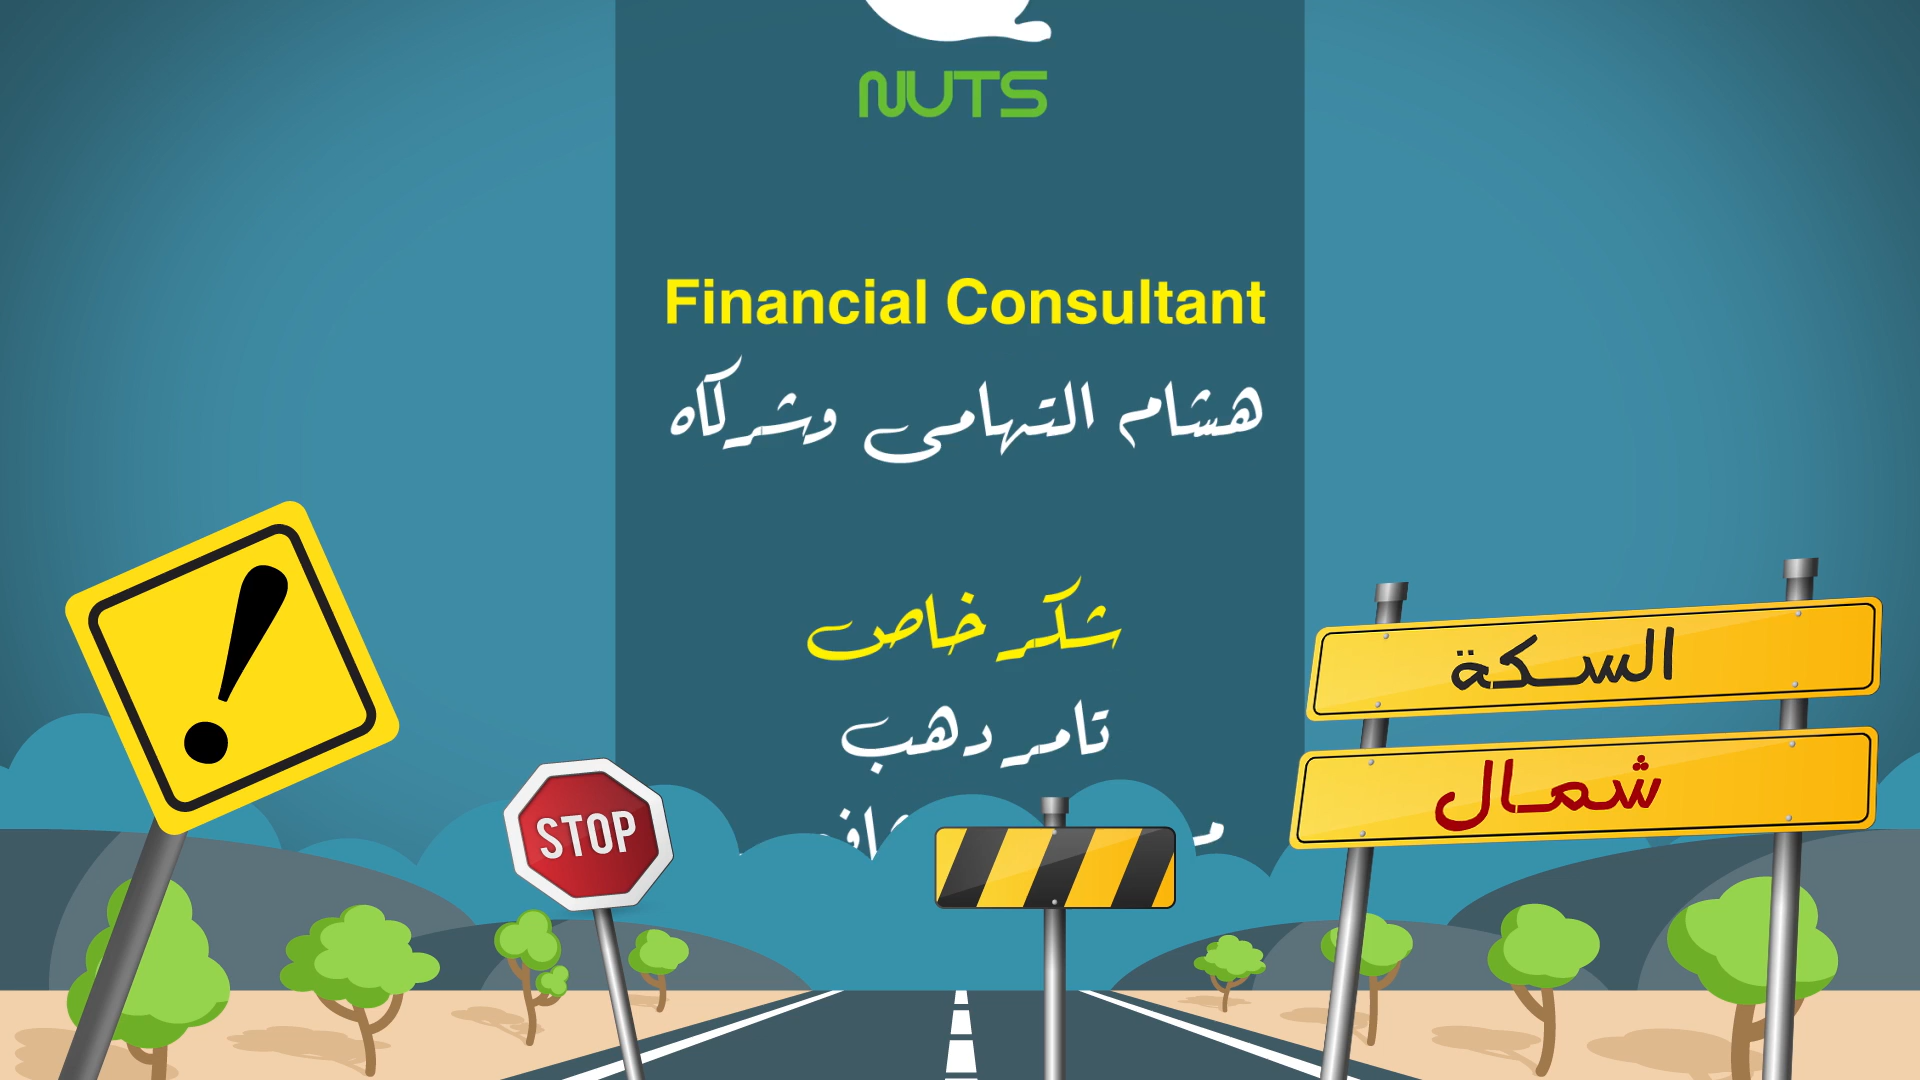 NUTS
Financial Consultant
هشام التهامى وشركاه
شكر خاص
تامر دهب
STOP
السكة
شمال